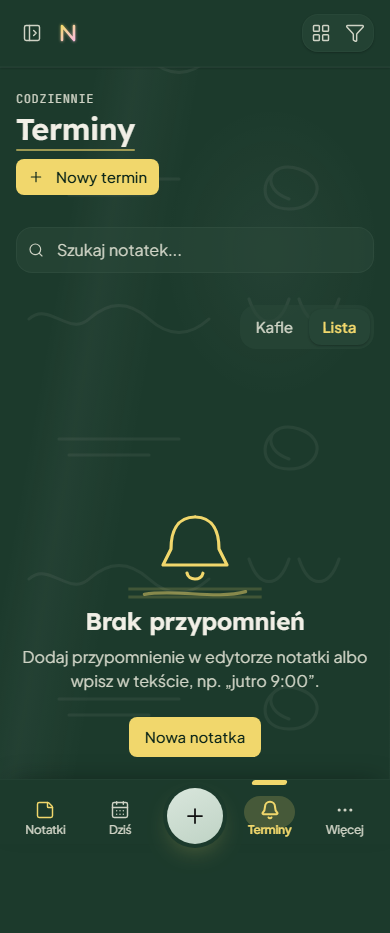 N
CODZIENNIE
Terminy
+ Nowy termin
Szukaj notatek...
Kafle Lista
Brak przypomnień
Dodaj przypomnienie w edytorze notatki albo
wpisz w tekście, np. „jutro 9:00”.
Nowa notatka
Notatki Dziś + Terminy Więcej